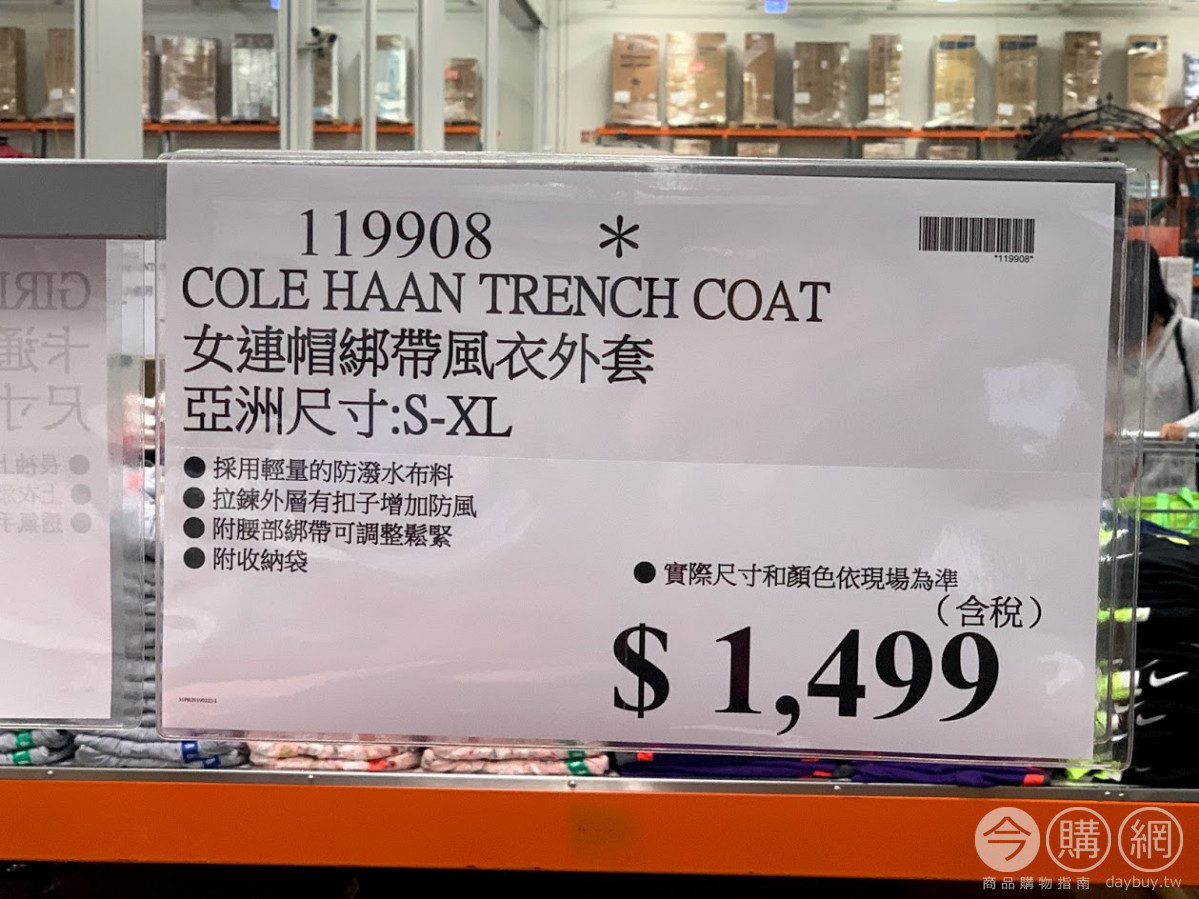 119908 *
*119908*
COLE HAAN TRENCH COAT
女連帽綁帶風衣外套
亞洲尺寸:S-XL
● 採用輕量的防潑水布料
● 拉鍊外層有扣子增加防風
● 附腰部綁帶可調整鬆緊
● 附收納袋
● 實際尺寸和顏色依現場為準
（含稅）
$ 1,499
今購網
商品購物指南 daybuy.tw